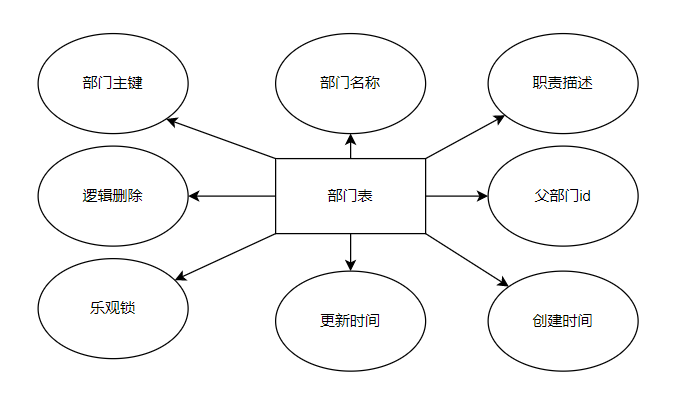 部门主键
部门名称
职责描述
逻辑删除
部门表
父部门id
乐观锁
更新时间
创建时间